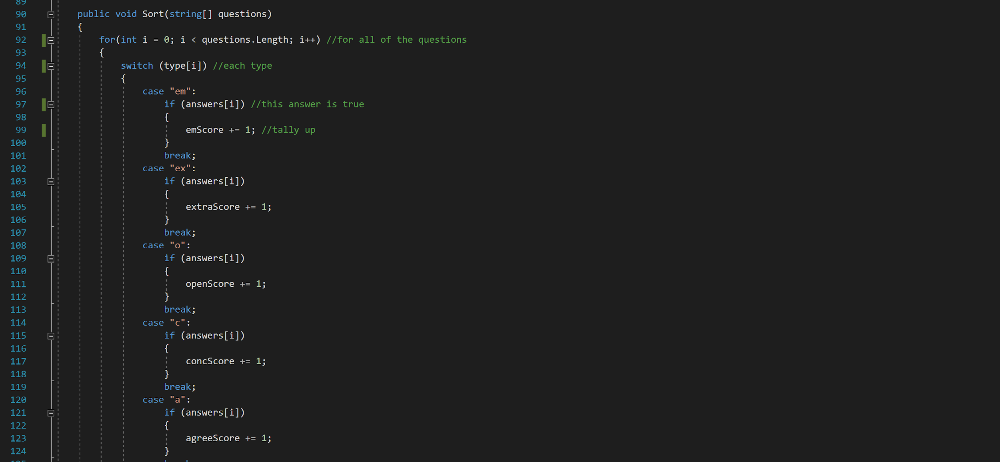 89
90 public void Sort(string[] questions)
91 {
92 for(int i = 0; i < questions.Length; i++) //for all of the questions
93 {
94 switch (type[i]) //each type
95 {
96 case "em":
97 if (answers[i]) //this answer is true
98 {
99 emScore += 1; //tally up
100 }
101 break;
102 case "ex":
103 if (answers[i])
104 {
105 extraScore += 1;
106 }
107 break;
108 case "o":
109 if (answers[i])
110 {
111 openScore += 1;
112 }
113 break;
114 case "c":
115 if (answers[i])
116 {
117 concScore += 1;
118 }
119 break;
120 case "a":
121 if (answers[i])
122 {
123 agreeScore += 1;
124 }